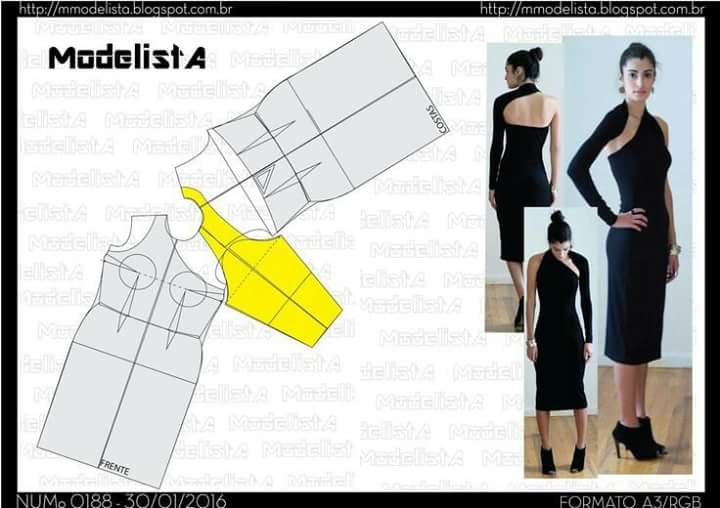 http://mmodelista.blogspot.com.br
http://mmodelista.blogspot.com.br
ModelistA
COSTAS
FRENTE
NUMº 0188 - 30/01/2016
FORMATO A3/RGB